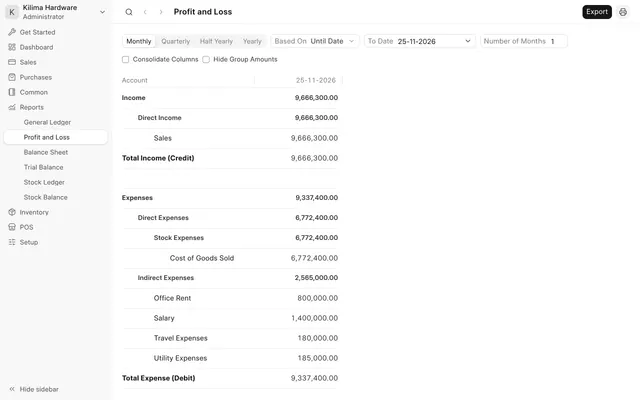 K Kilima Hardware
Administrator
Get Started
Dashboard
Sales
Purchases
Common
Reports
General Ledger
Profit and Loss
Balance Sheet
Trial Balance
Stock Ledger
Stock Balance
Inventory
POS
Setup
Hide sidebar
Profit and Loss Export
Monthly Quarterly Half Yearly Yearly Based On Until Date To Date 25-11-2026 Number of Months 1
Consolidate Columns Hide Group Amounts
Account 25-11-2026
Income 9,666,300.00
Direct Income 9,666,300.00
Sales 9,666,300.00
Total Income (Credit) 9,666,300.00
Expenses 9,337,400.00
Direct Expenses 6,772,400.00
Stock Expenses 6,772,400.00
Cost of Goods Sold 6,772,400.00
Indirect Expenses 2,565,000.00
Office Rent 800,000.00
Salary 1,400,000.00
Travel Expenses 180,000.00
Utility Expenses 185,000.00
Total Expense (Debit) 9,337,400.00